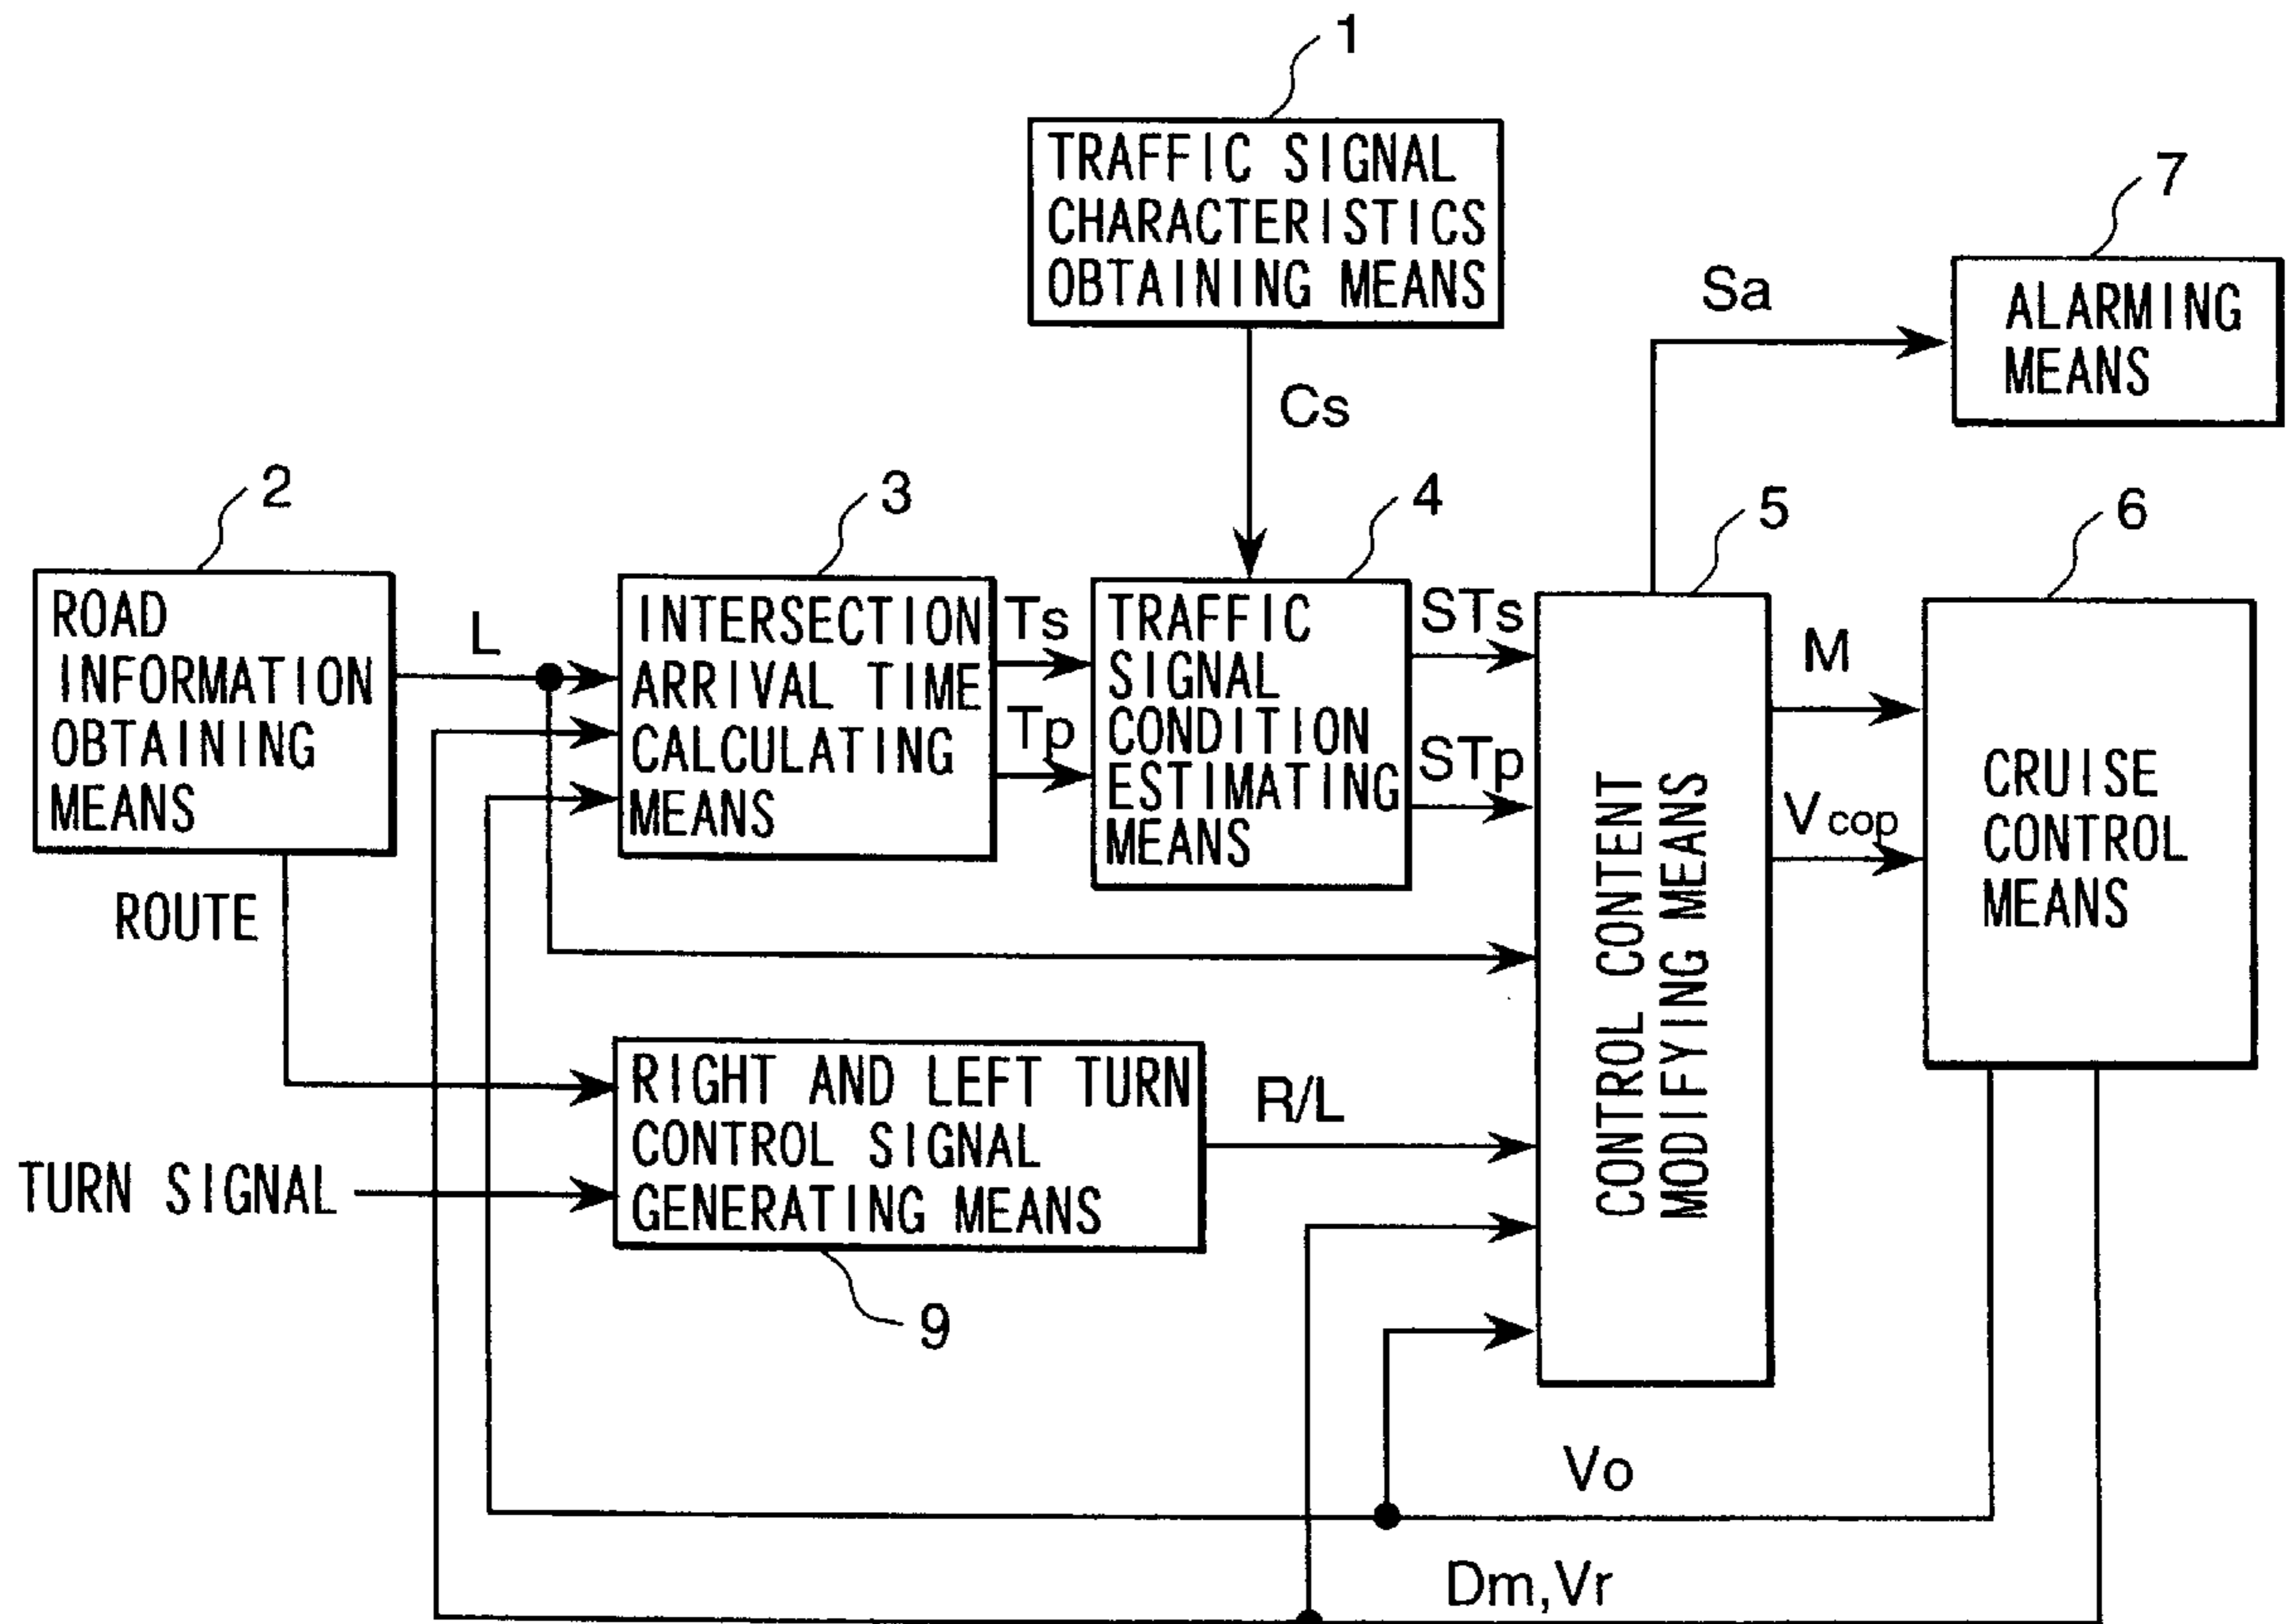 1
TRAFFIC SIGNAL
CHARACTERISTICS
OBTAINING MEANS
7
ALARMING
MEANS
Sa
Cs
2
ROAD
INFORMATION
OBTAINING
MEANS
L
3
INTERSECTION
ARRIVAL TIME
CALCULATING
MEANS
Ts
Tp
4
TRAFFIC
SIGNAL
CONDITION
ESTIMATING
MEANS
STs
STp
5
CONTROL CONTENT
MODIFYING MEANS
M
Vcop
6
CRUISE
CONTROL
MEANS
ROUTE
TURN SIGNAL
RIGHT AND LEFT TURN
CONTROL SIGNAL
GENERATING MEANS
9
R/L
Vo
Dm,Vr